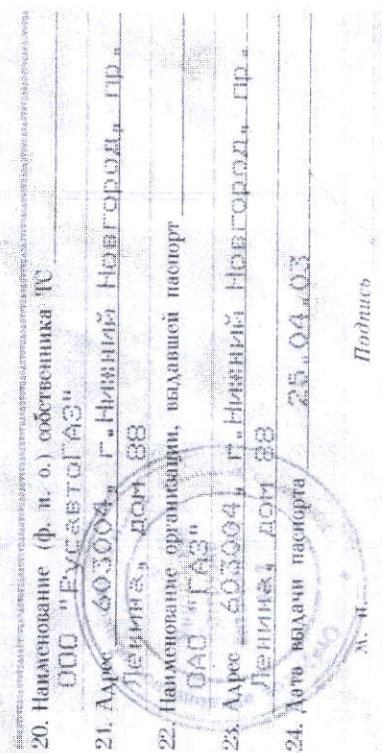 20. Наименование (ф. и. о.) собственника ТС
ООО "РусавтоГАЗ"
21. Адрес 603004, г.Нижний Новгород, пр.
Ленина, дом 88
22. Наименование организации, выдавшей паспорт
ОАО "ГАЗ"
23. Адрес 603004, г.Нижний Новгород, пр.
Ленина, дом 88
24. Дата выдачи паспорта 25.04.03
М. П. Подпись